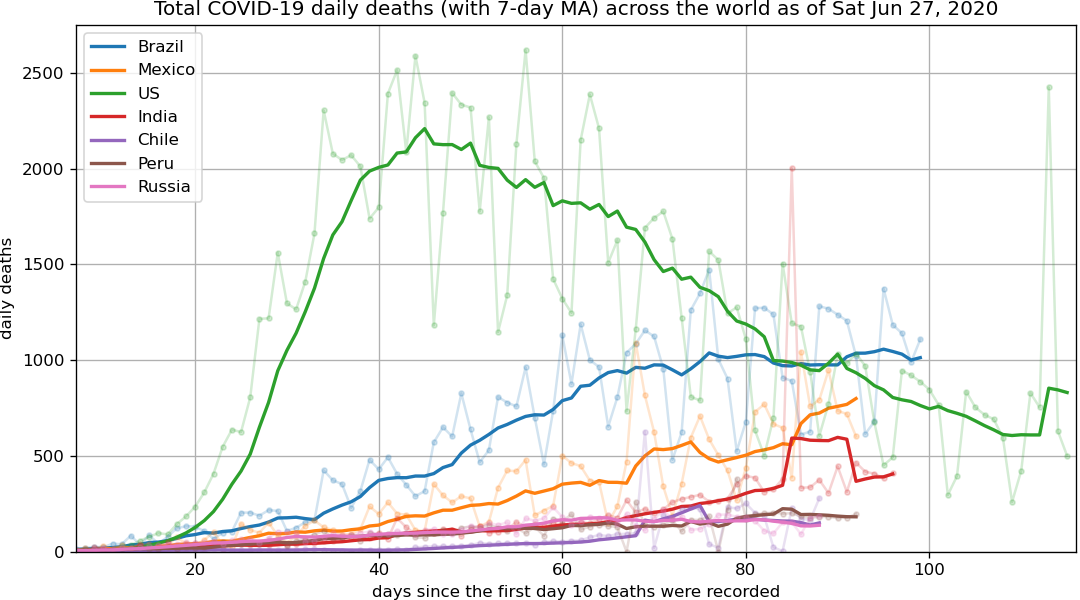 Total COVID-19 daily deaths (with 7-day MA) across the world as of Sat Jun 27, 2020
Brazil
Mexico
US
India
Chile
Peru
Russia
2500
2000
1500
1000
500
0
daily deaths
20
40
60
80
100
days since the first day 10 deaths were recorded